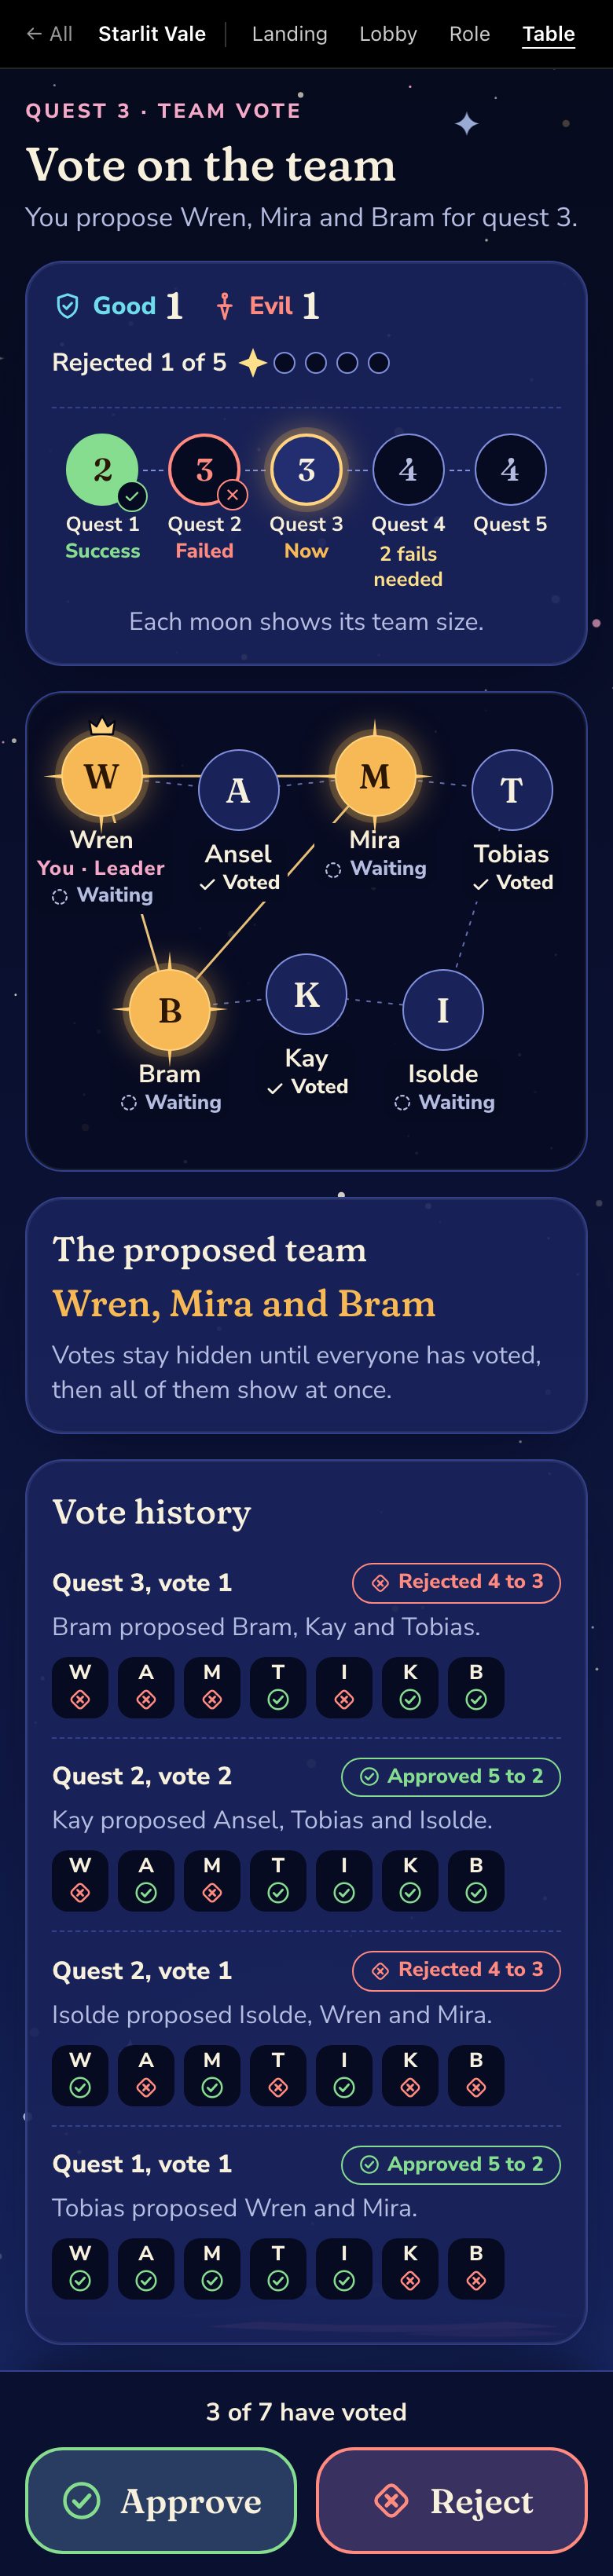 ← All Starlit Vale Landing Lobby Role Table
QUEST 3 · TEAM VOTE
Vote on the team
You propose Wren, Mira and Bram for quest 3.
Good 1 Evil 1
Rejected 1 of 5
2 3 3 4 4
Quest 1 Quest 2 Quest 3 Quest 4 Quest 5
Success Failed Now 2 fails
needed
Each moon shows its team size.
W A M T
Wren Ansel Mira Tobias
You · Leader Voted Waiting Voted
Waiting
B K I
Bram Kay Isolde
Waiting Voted Waiting
The proposed team
Wren, Mira and Bram
Votes stay hidden until everyone has voted,
then all of them show at once.
Vote history
Quest 3, vote 1 Rejected 4 to 3
Bram proposed Bram, Kay and Tobias.
W A M T I K B
Quest 2, vote 2 Approved 5 to 2
Kay proposed Ansel, Tobias and Isolde.
W A M T I K B
Quest 2, vote 1 Rejected 4 to 3
Isolde proposed Isolde, Wren and Mira.
W A M T I K B
Quest 1, vote 1 Approved 5 to 2
Tobias proposed Wren and Mira.
W A M T I K B
3 of 7 have voted
Approve Reject